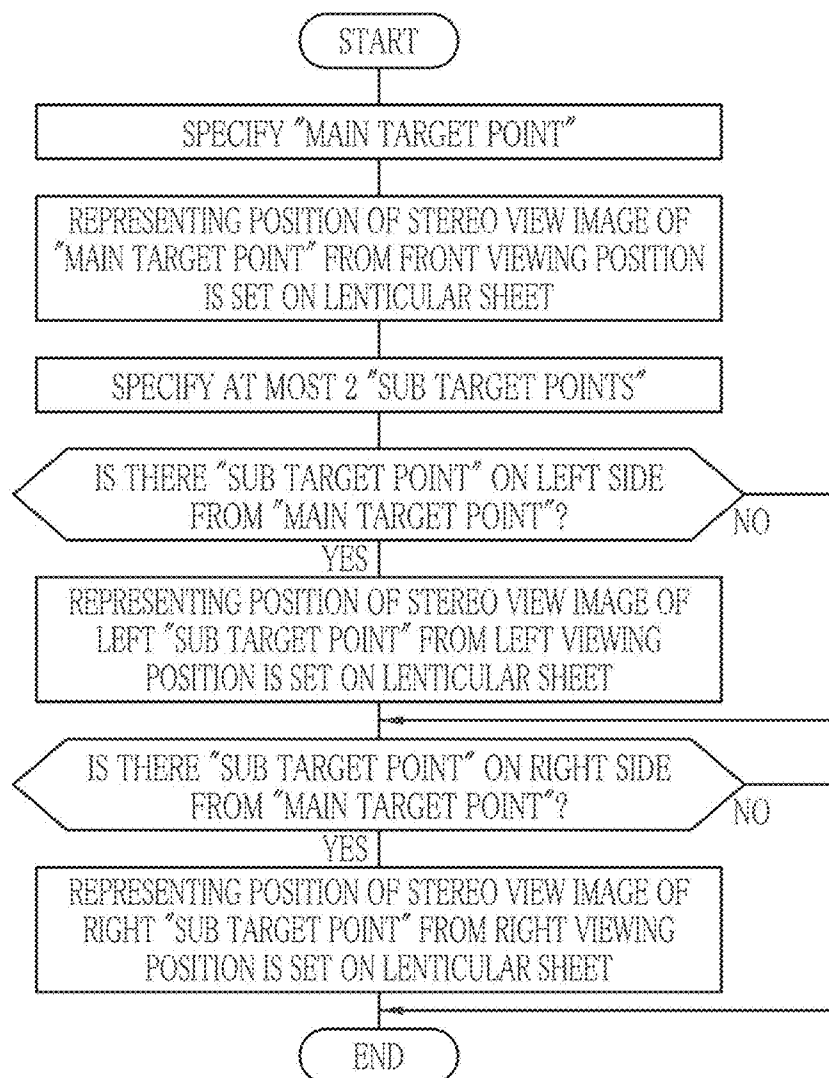 START
SPECIFY "MAIN TARGET POINT"
REPRESENTING POSITION OF STEREO VIEW IMAGE OF
"MAIN TARGET POINT" FROM FRONT VIEWING POSITION
IS SET ON LENTICULAR SHEET
SPECIFY AT MOST 2 "SUB TARGET POINTS"
IS THERE "SUB TARGET POINT" ON LEFT SIDE
FROM "MAIN TARGET POINT"?
NO
YES
REPRESENTING POSITION OF STEREO VIEW IMAGE OF
LEFT "SUB TARGET POINT" FROM LEFT VIEWING
POSITION IS SET ON LENTICULAR SHEET
IS THERE "SUB TARGET POINT" ON RIGHT SIDE
FROM "MAIN TARGET POINT"?
NO
YES
REPRESENTING POSITION OF STEREO VIEW IMAGE OF
RIGHT "SUB TARGET POINT" FROM RIGHT VIEWING
POSITION IS SET ON LENTICULAR SHEET
END